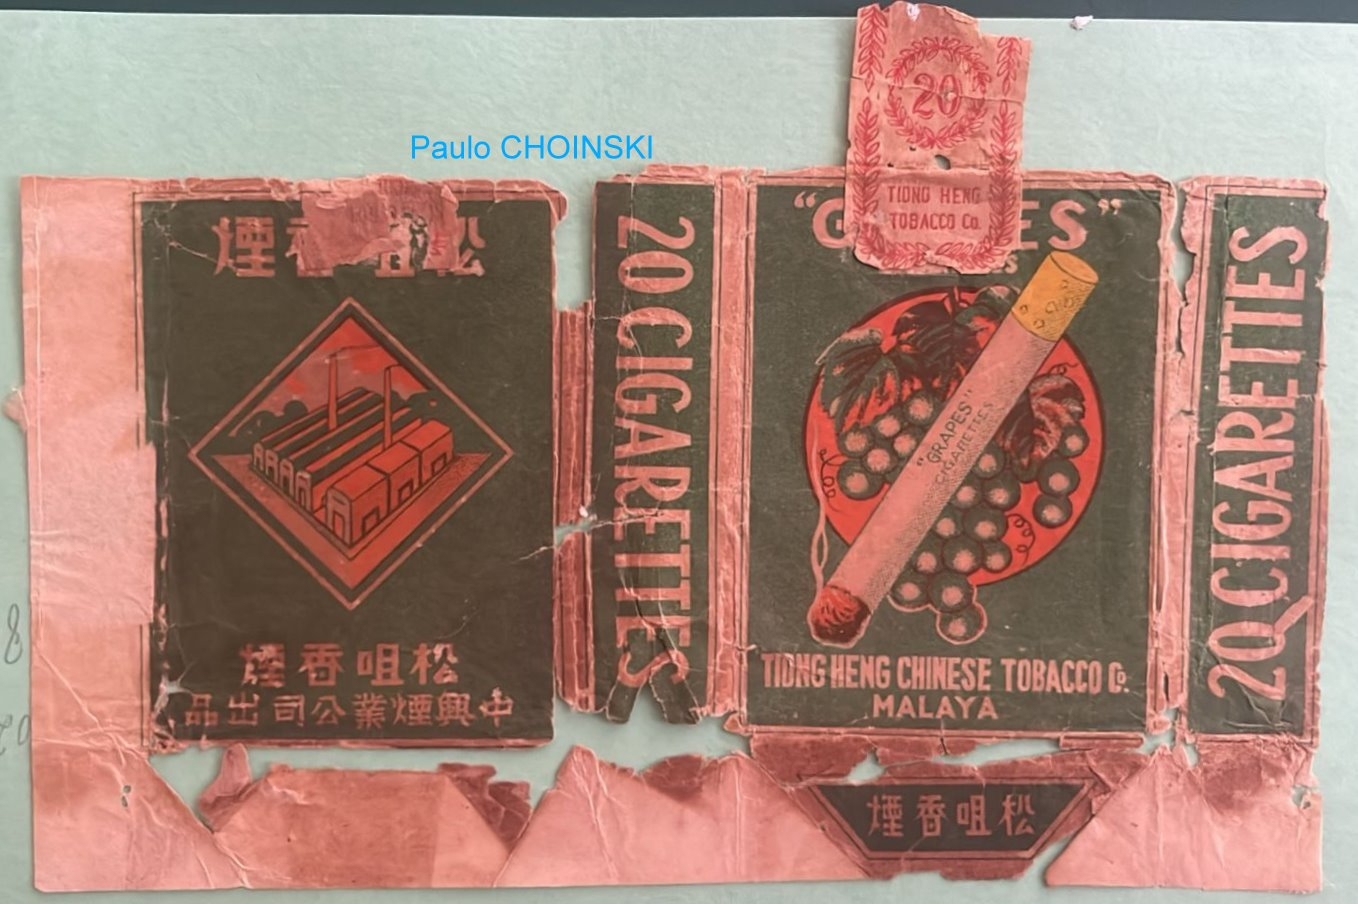 Paulo CHOINSKI
20
TIONG HENG
TOBACCO Co.
松咀香煙
松咀香煙
中興煙業公司出品
20 CIGARETTES
"GRAPES"
CIGARETTES
TIONG HENG CHINESE TOBACCO Co.
MALAYA
松咀香煙
20 CIGARETTES